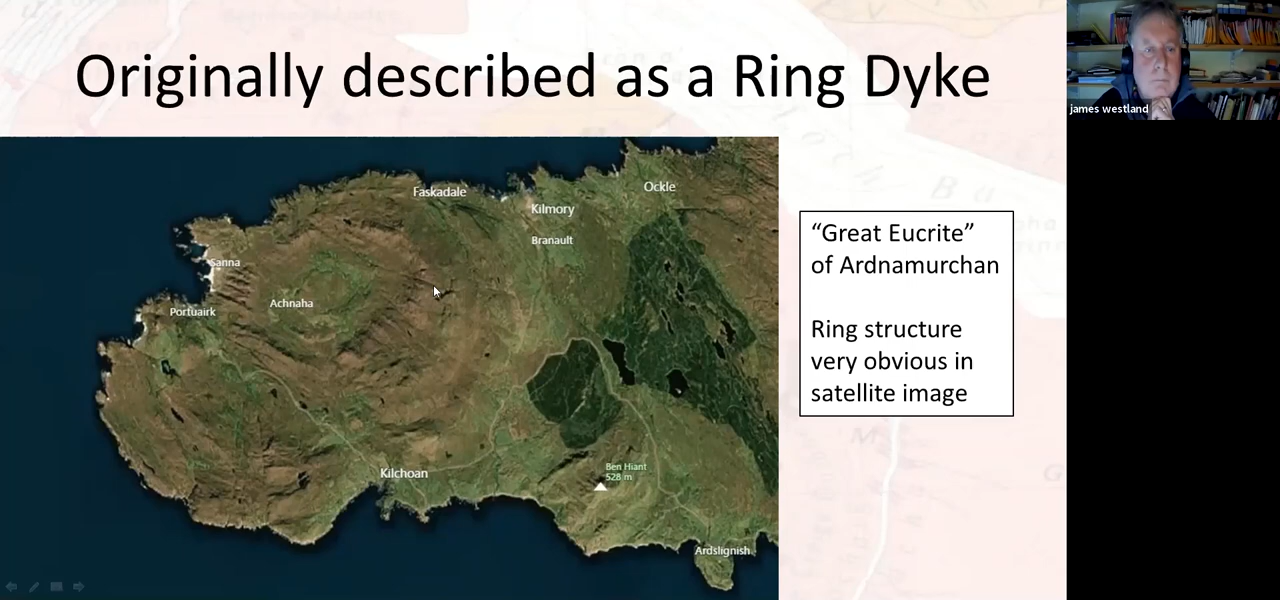 Originally described as a Ring Dyke
james westland
Faskadale
Ockle
Kilmory
Branault
Sanna
Achnaha
Portuairk
“Great Eucrite”
of Ardnamurchan
Ring structure
very obvious in
satellite image
Kilchoan
Ben Hiant
528 m
Ardslignish